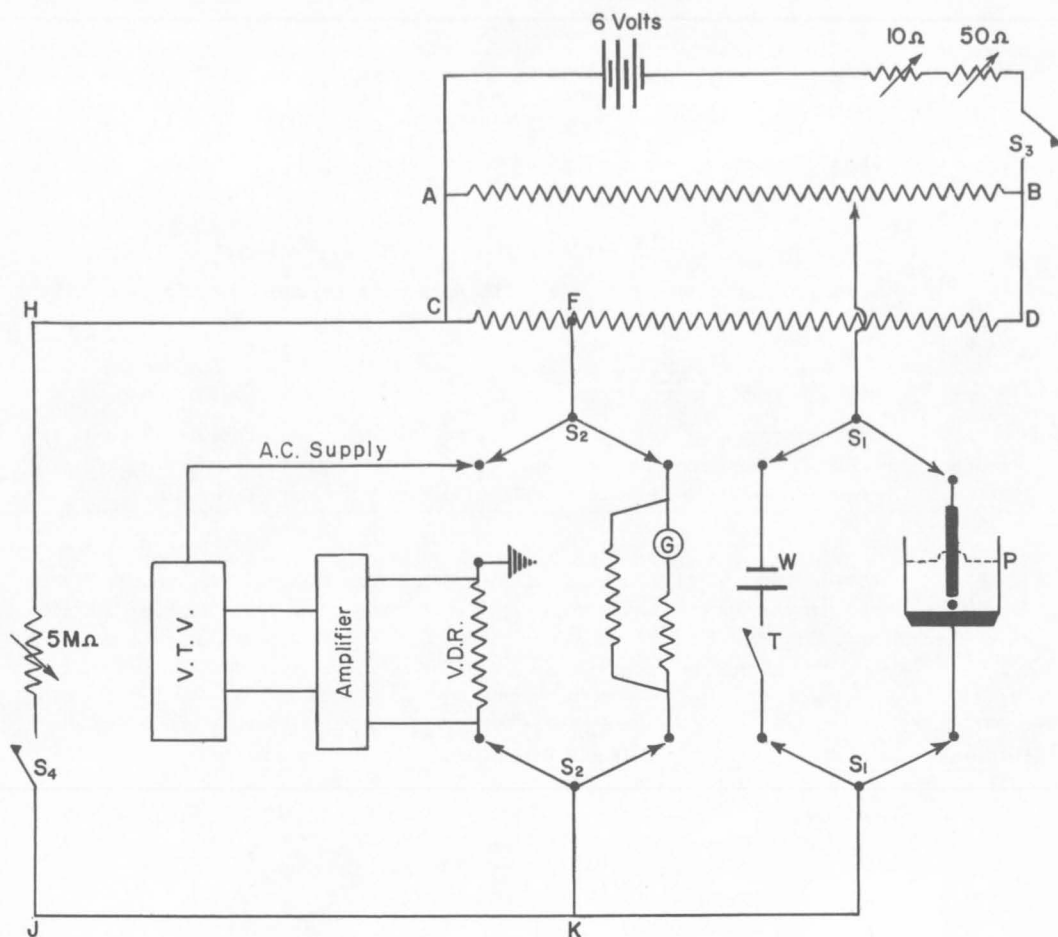 6 Volts
10Ω
50Ω
S3
A
B
H
C
F
D
S2
S1
A.C. Supply
G
W
P
5MΩ
V.T.V.
Amplifier
V.D.R.
T
S4
S2
S1
J
K